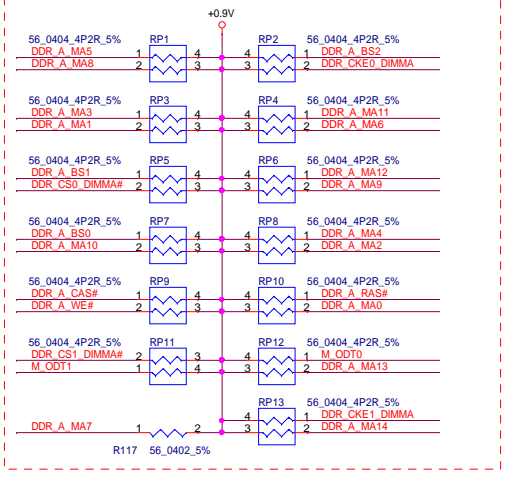 +0.9V
56_0404_4P2R_5% RP1 RP2 56_0404_4P2R_5%
DDR_A_MA5 1 4 4 1 DDR_A_BS2
DDR_A_MA8 2 3 3 2 DDR_CKE0_DIMMA
56_0404_4P2R_5% RP3 RP4 56_0404_4P2R_5%
DDR_A_MA3 1 4 4 1 DDR_A_MA11
DDR_A_MA1 2 3 3 2 DDR_A_MA6
56_0404_4P2R_5% RP5 RP6 56_0404_4P2R_5%
DDR_A_BS1 1 4 4 1 DDR_A_MA12
DDR_CS0_DIMMA# 2 3 3 2 DDR_A_MA9
56_0404_4P2R_5% RP7 RP8 56_0404_4P2R_5%
DDR_A_BS0 1 4 4 1 DDR_A_MA4
DDR_A_MA10 2 3 3 2 DDR_A_MA2
56_0404_4P2R_5% RP9 RP10 56_0404_4P2R_5%
DDR_A_CAS# 1 4 4 1 DDR_A_RAS#
DDR_A_WE# 2 3 3 2 DDR_A_MA0
56_0404_4P2R_5% RP11 RP12 56_0404_4P2R_5%
DDR_CS1_DIMMA# 2 3 4 1 M_ODT0
M_ODT1 1 4 3 2 DDR_A_MA13
RP13 56_0404_4P2R_5%
4 1 DDR_CKE1_DIMMA
DDR_A_MA7 1 2 3 2 DDR_A_MA14
R117 56_0402_5%